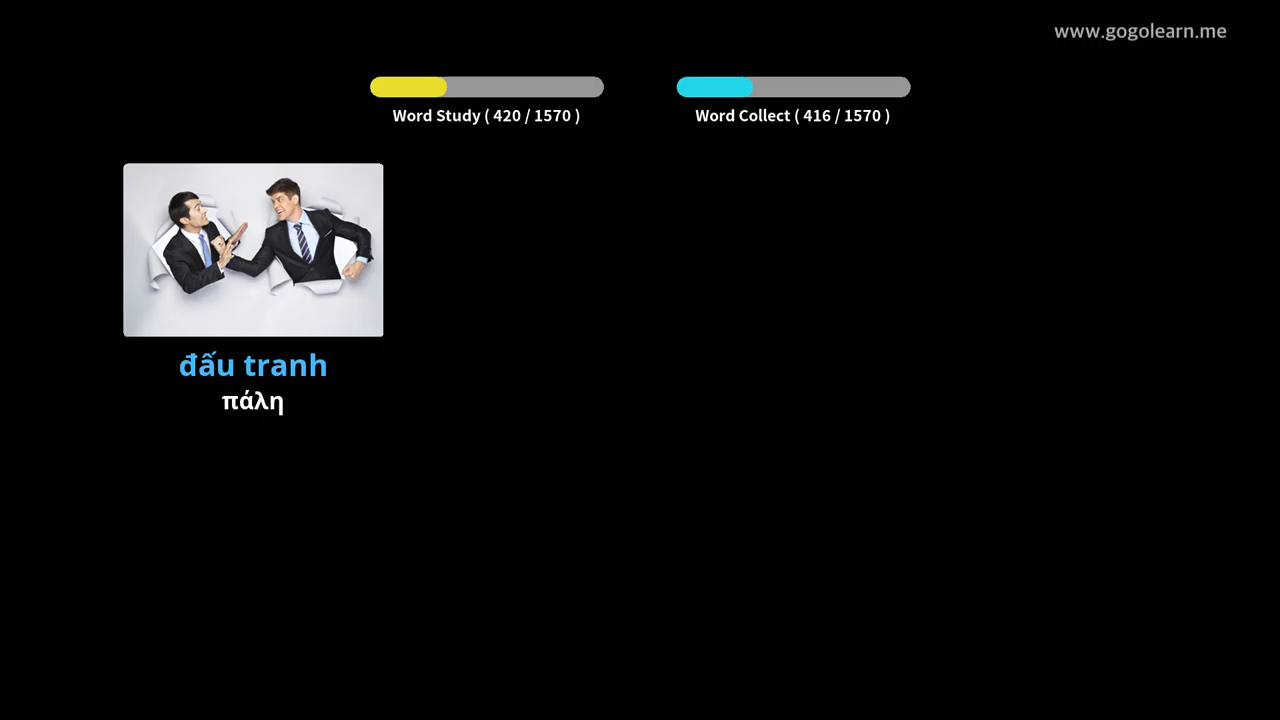 www.gogolearn.me
Word Study ( 420 / 1570 )
Word Collect ( 416 / 1570 )
đấu tranh
πάλη